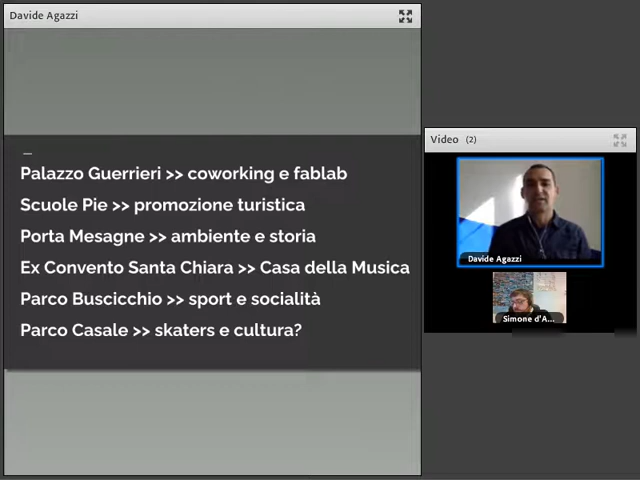 Davide Agazzi
Palazzo Guerrieri >> coworking e fablab
Scuole Pie >> promozione turistica
Porta Mesagne >> ambiente e storia
Ex Convento Santa Chiara >> Casa della Musica
Parco Buscicchio >> sport e socialità
Parco Casale >> skaters e cultura?
Video (2)
Davide Agazzi
Simone d'A...